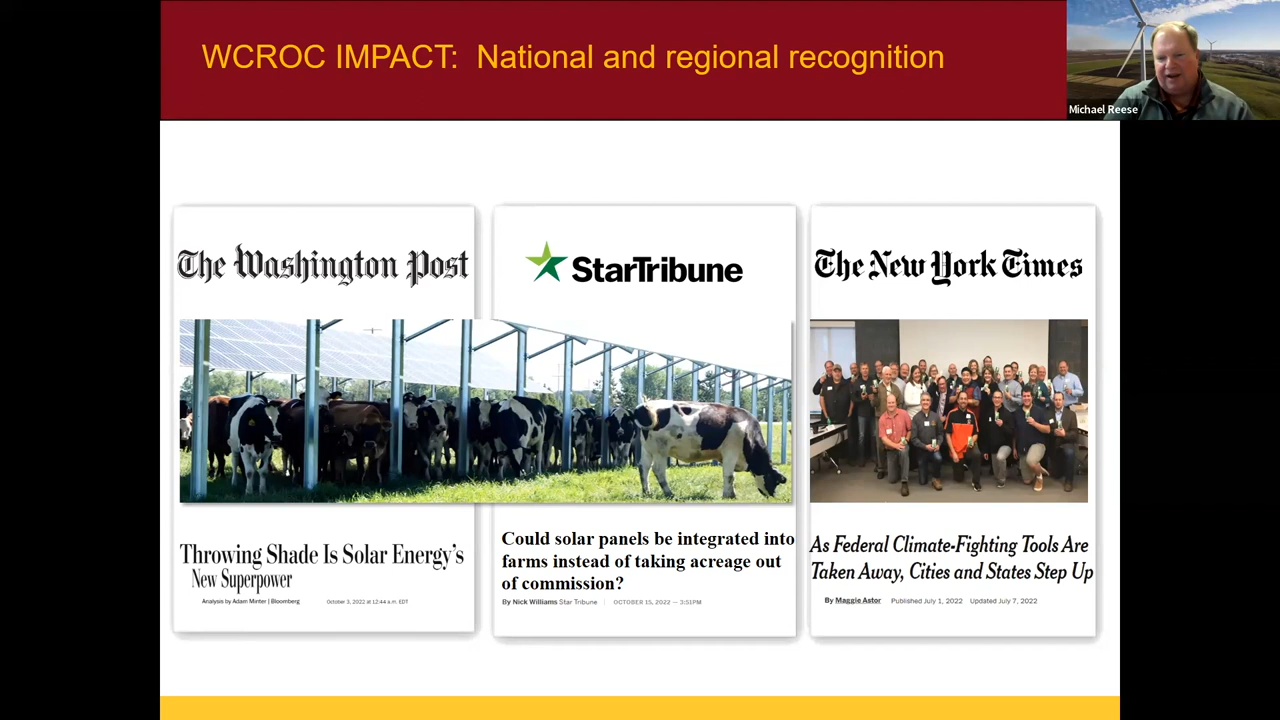 WCROC IMPACT: National and regional recognition
Michael Reese
The Washington Post
Throwing Shade Is Solar Energy's
New Superpower
Analysis by Adam Minter | Bloomberg October 3, 2022 at 12:44 a.m. EDT
StarTribune
Could solar panels be integrated into
farms instead of taking acreage out
of commission?
By Nick Williams Star Tribune | OCTOBER 15, 2022 — 3:51PM
The New York Times
As Federal Climate-Fighting Tools Are
Taken Away, Cities and States Step Up
By Maggie Astor Published July 1, 2022 Updated July 7, 2022